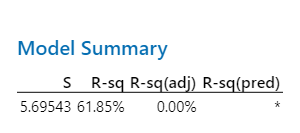 Model Summary
S R-sq R-sq(adj) R-sq(pred)
5.69543 61.85% 0.00% *